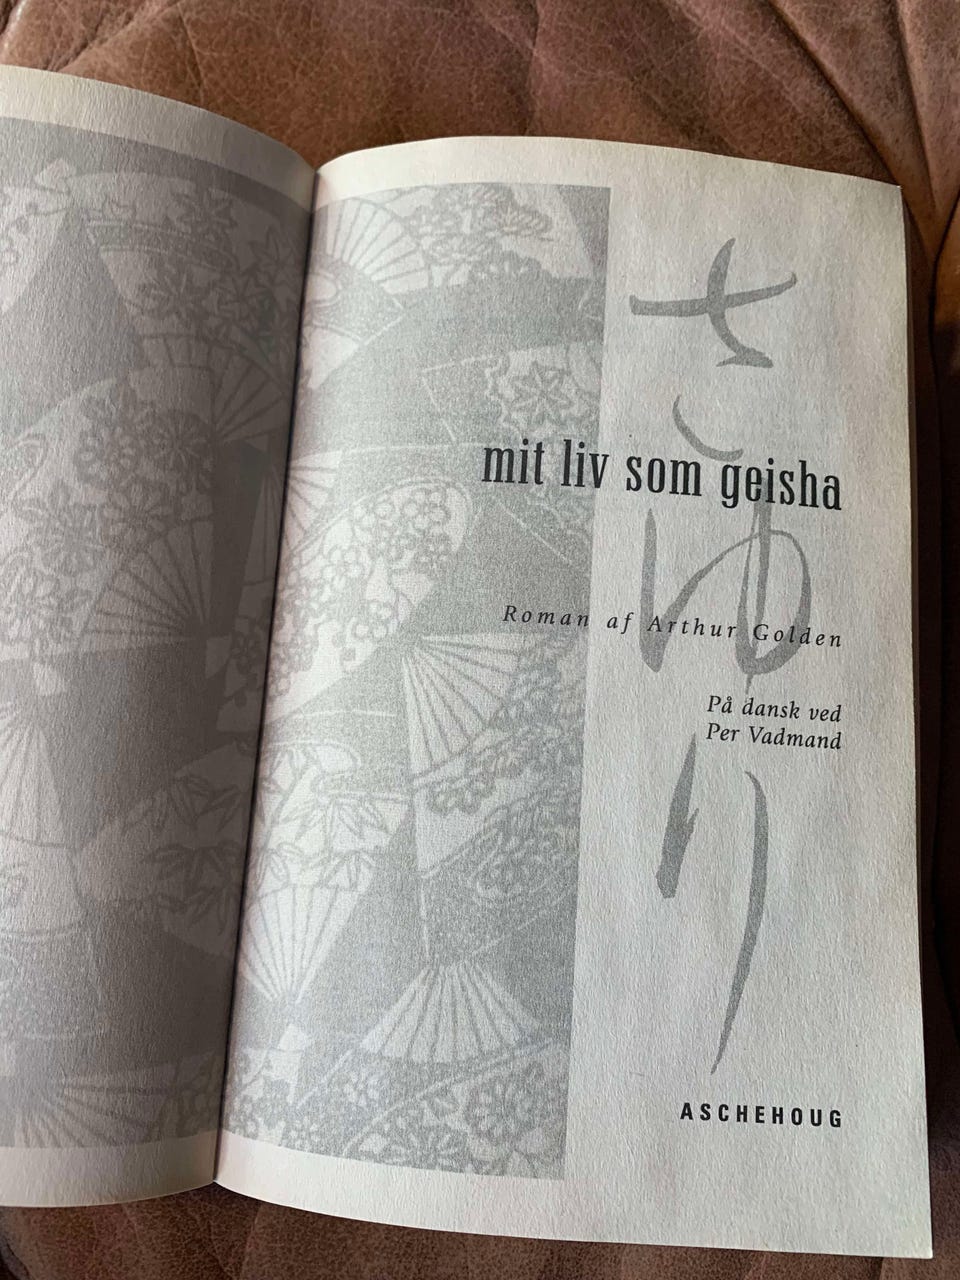 さゆり
mit liv som geisha
Roman af Arthur Golden
På dansk ved
Per Vadmand
ASCHEHOUG